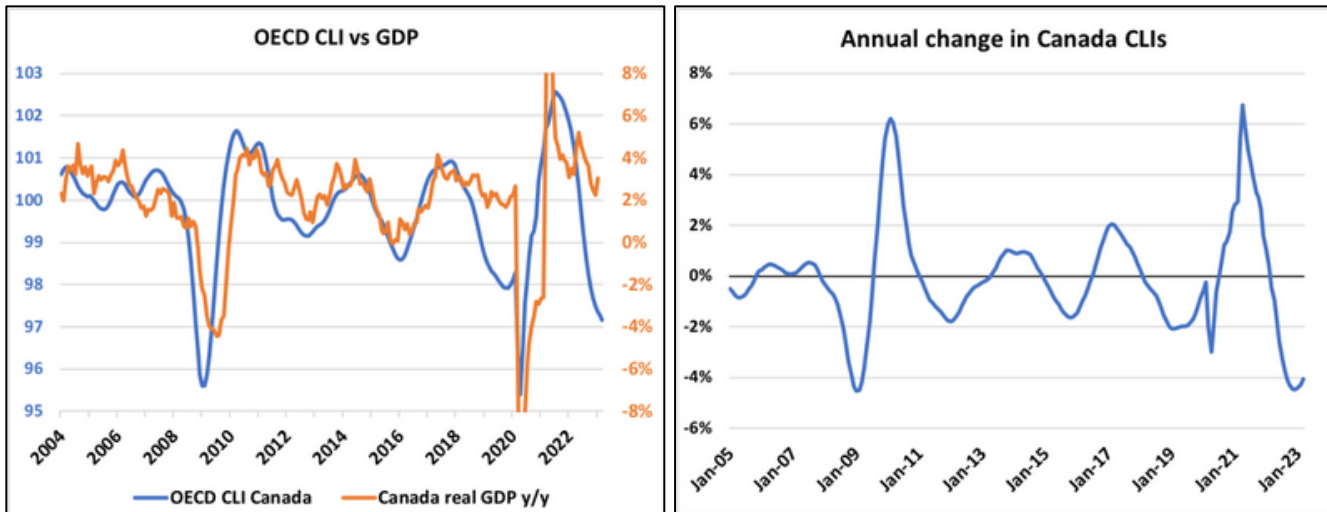 OECD CLI vs GDP
103
102
101
100
99
98
97
96
95
8%
6%
4%
2%
0%
-2%
-4%
-6%
-8%
2004
2006
2008
2010
2012
2014
2016
2018
2020
2022
OECD CLI Canada
Canada real GDP y/y
Annual change in Canada CLIs
8%
6%
4%
2%
0%
-2%
-4%
-6%
Jan-05
Jan-07
Jan-09
Jan-11
Jan-13
Jan-15
Jan-17
Jan-19
Jan-21
Jan-23